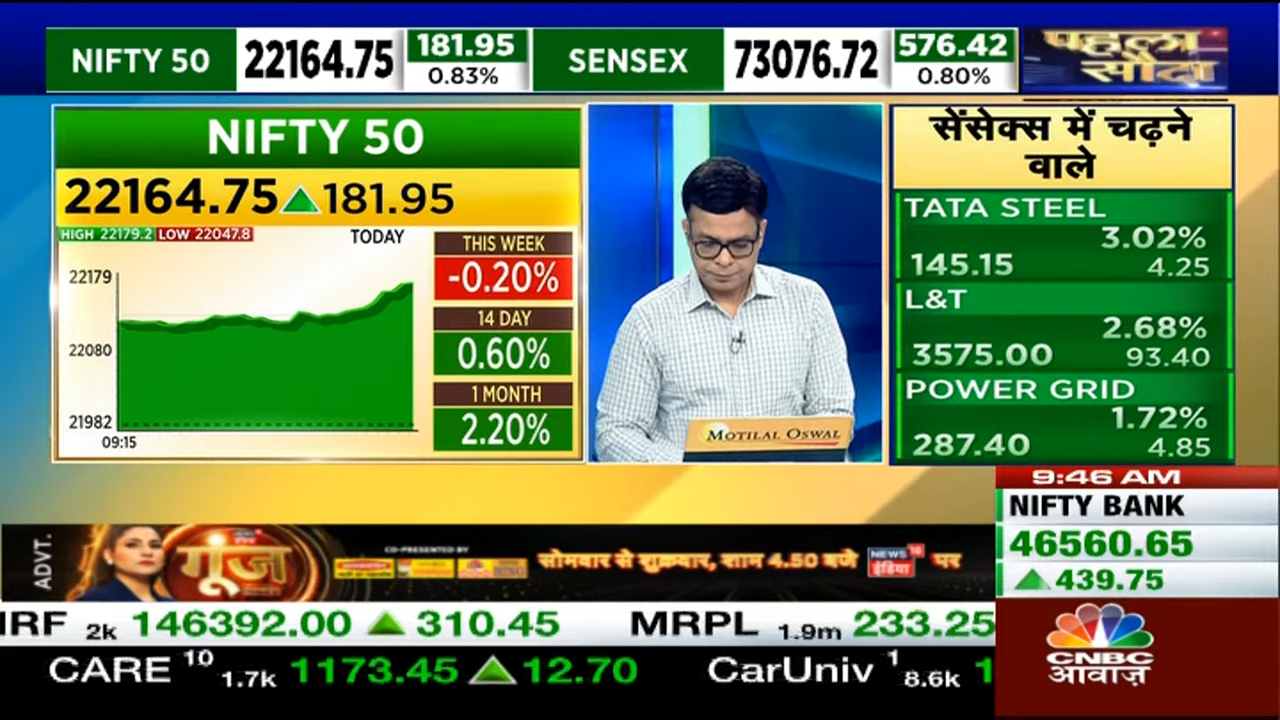 NIFTY 50 22164.75 181.95 0.83% SENSEX 73076.72 576.42 0.80%
पहला सौदा
NIFTY 50
22164.75 181.95
HIGH 22179.2 LOW 22047.8
TODAY
22179
22080
21982
09:15
THIS WEEK
-0.20%
14 DAY
0.60%
1 MONTH
2.20%
MOTILAL OSWAL
सेंसेक्स में चढ़ने
वाले
TATA STEEL
3.02%
145.15 4.25
L&T
2.68%
3575.00 93.40
POWER GRID
1.72%
287.40 4.85
9:46 AM
NIFTY BANK
46560.65
439.75
ADVT.
गूंज
CO-PRESENTED BY
सोमवार से शुक्रवार, शाम 4.50 बजे NEWS 18 इंडिया पर
RF 2k 146392.00 310.45 MRPL 1.9m 233.25
CARE 10 1.7k 1173.45 12.70 CarUniv 1 8.6k 1
CNBC
आवाज़